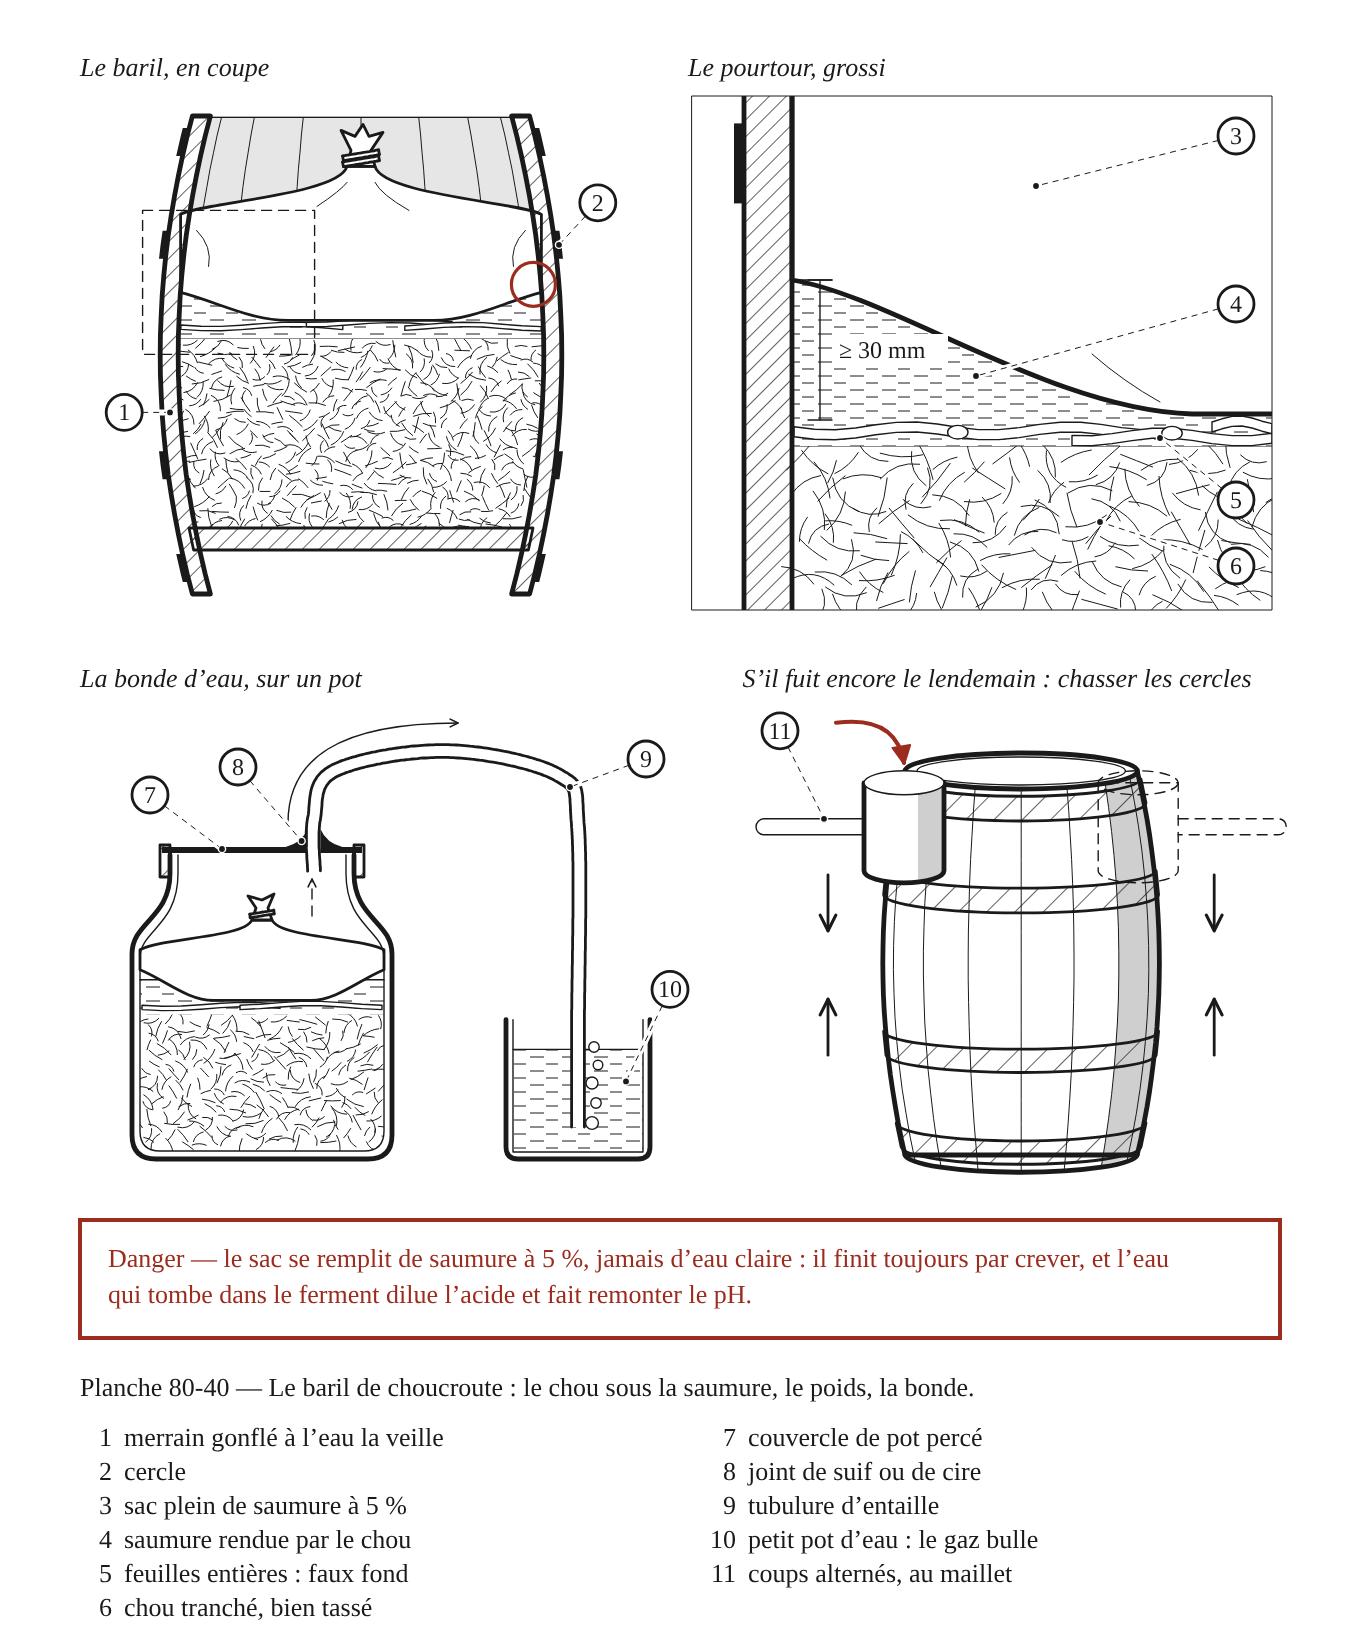 Le baril, en coupe
Le pourtour, grossi
1
2
3
4
≥ 30 mm
5
6
La bonde d’eau, sur un pot
S’il fuit encore le lendemain : chasser les cercles
7
8
9
10
11
Danger — le sac se remplit de saumure à 5 %, jamais d’eau claire : il finit toujours par crever, et l’eau
qui tombe dans le ferment dilue l’acide et fait remonter le pH.
Planche 80-40 — Le baril de choucroute : le chou sous la saumure, le poids, la bonde.
1 merrain gonflé à l’eau la veille
2 cercle
3 sac plein de saumure à 5 %
4 saumure rendue par le chou
5 feuilles entières : faux fond
6 chou tranché, bien tassé
7 couvercle de pot percé
8 joint de suif ou de cire
9 tubulure d’entaille
10 petit pot d’eau : le gaz bulle
11 coups alternés, au maillet